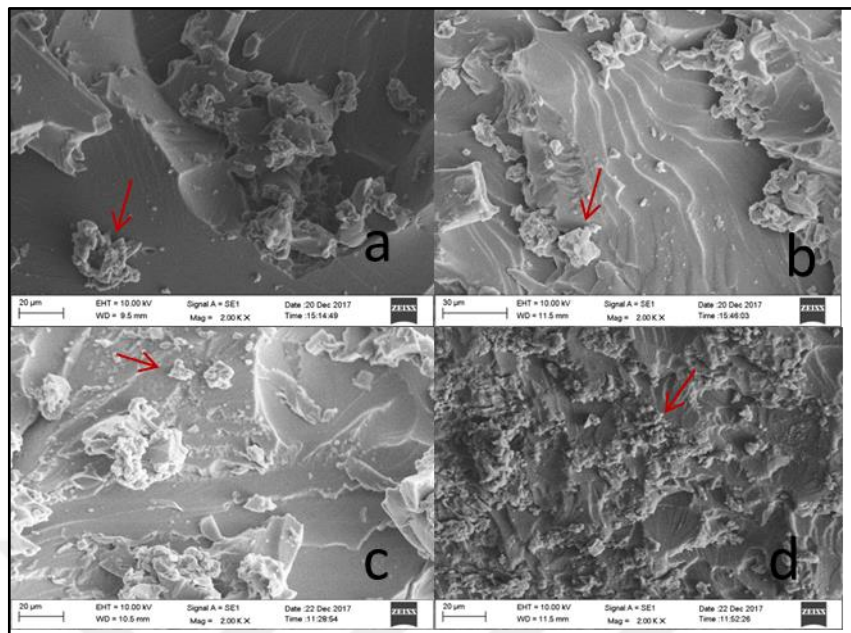 a
20 µm
EHT = 10.00 kV
Signal A = SE1
Date :20 Dec 2017
WD = 9.5 mm
Mag = 2.00 K X
Time :15:14:49
ZEISS
b
30 µm
EHT = 10.00 kV
Signal A = SE1
Date :20 Dec 2017
WD = 11.5 mm
Mag = 2.00 K X
Time :15:46:03
ZEISS
c
20 µm
EHT = 10.00 kV
Signal A = SE1
Date :22 Dec 2017
WD = 10.5 mm
Mag = 2.00 K X
Time :11:28:54
ZEISS
d
20 µm
EHT = 10.00 kV
Signal A = SE1
Date :22 Dec 2017
WD = 11.5 mm
Mag = 2.00 K X
Time :11:52:26
ZEISS